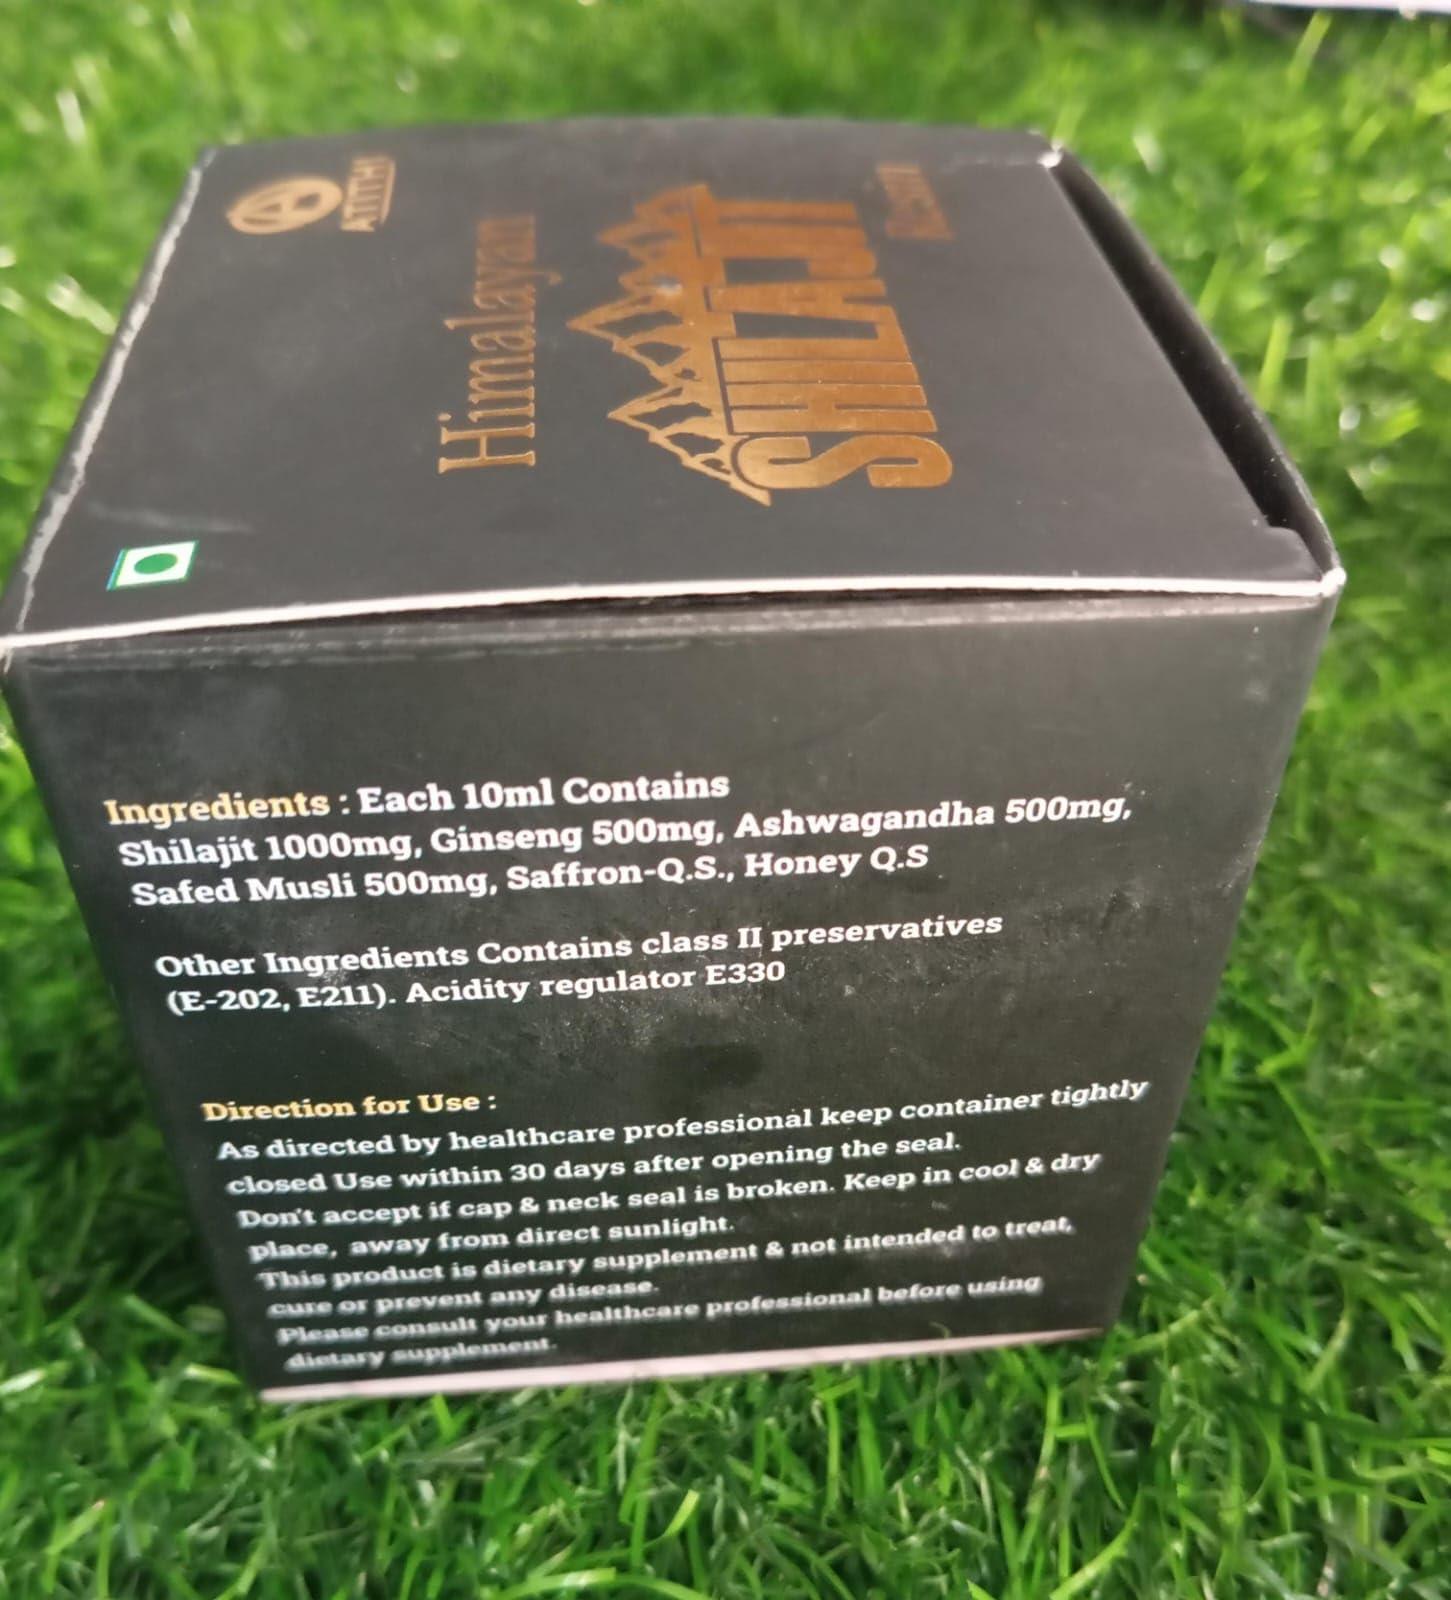 ATITHI
Himalayan
SHILAJIT
Ingredients : Each 10ml Contains
Shilajit 1000mg, Ginseng 500mg, Ashwagandha 500mg,
Safed Musli 500mg, Saffron-Q.S., Honey Q.S
Other Ingredients Contains class II preservatives
(E-202, E211). Acidity regulator E330
Direction for Use :
As directed by healthcare professional keep container tightly
closed Use within 30 days after opening the seal.
Don't accept if cap & neck seal is broken. Keep in cool & dry
place, away from direct sunlight.
This product is dietary supplement & not intended to treat,
cure or prevent any disease.
Please consult your healthcare professional before using
dietary supplement.